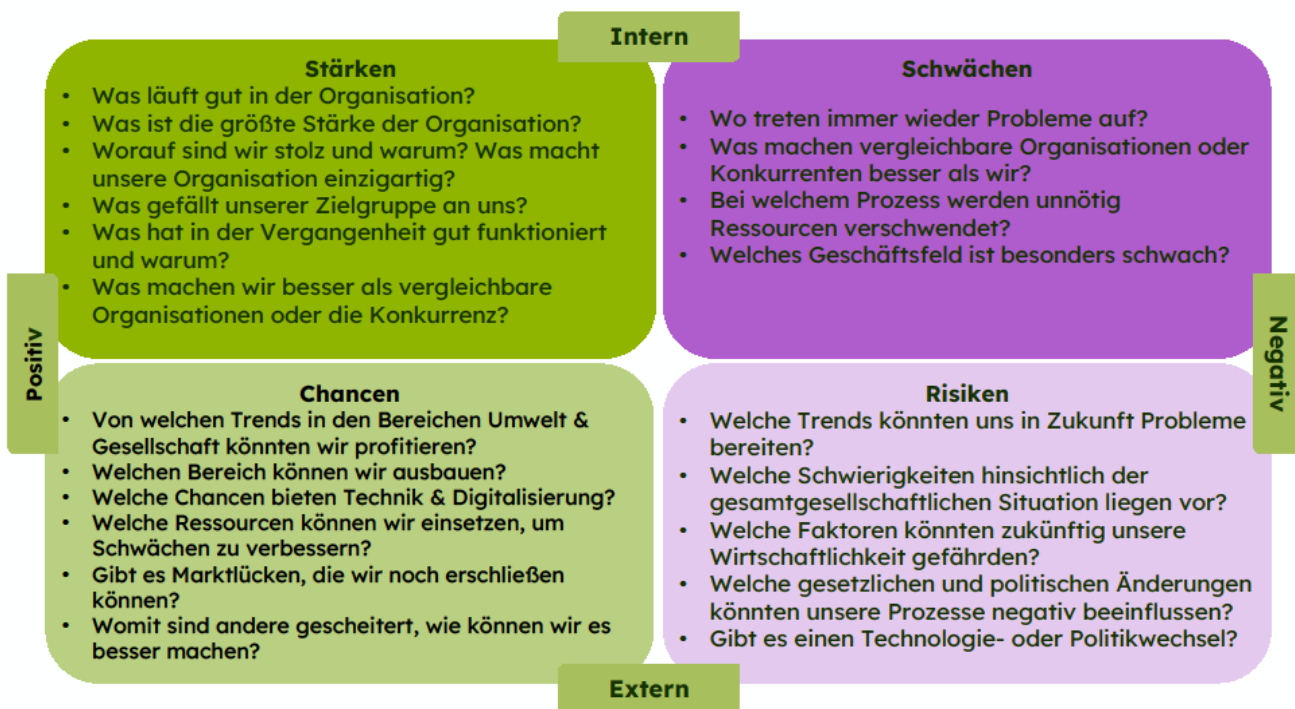 Intern
Stärken
• Was läuft gut in der Organisation?
• Was ist die größte Stärke der Organisation?
• Worauf sind wir stolz und warum? Was macht
unsere Organisation einzigartig?
• Was gefällt unserer Zielgruppe an uns?
• Was hat in der Vergangenheit gut funktioniert
und warum?
• Was machen wir besser als vergleichbare
Organisationen oder die Konkurrenz?
Schwächen
• Wo treten immer wieder Probleme auf?
• Was machen vergleichbare Organisationen oder
Konkurrenten besser als wir?
• Bei welchem Prozess werden unnötig
Ressourcen verschwendet?
• Welches Geschäftsfeld ist besonders schwach?
Positiv
Negativ
Chancen
• Von welchen Trends in den Bereichen Umwelt &
Gesellschaft könnten wir profitieren?
• Welchen Bereich können wir ausbauen?
• Welche Chancen bieten Technik & Digitalisierung?
• Welche Ressourcen können wir einsetzen, um
Schwächen zu verbessern?
• Gibt es Marktlücken, die wir noch erschließen
können?
• Womit sind andere gescheitert, wie können wir es
besser machen?
Risiken
• Welche Trends könnten uns in Zukunft Probleme
bereiten?
• Welche Schwierigkeiten hinsichtlich der
gesamtgesellschaftlichen Situation liegen vor?
• Welche Faktoren könnten zukünftig unsere
Wirtschaftlichkeit gefährden?
• Welche gesetzlichen und politischen Änderungen
könnten unsere Prozesse negativ beeinflussen?
• Gibt es einen Technologie- oder Politikwechsel?
Extern